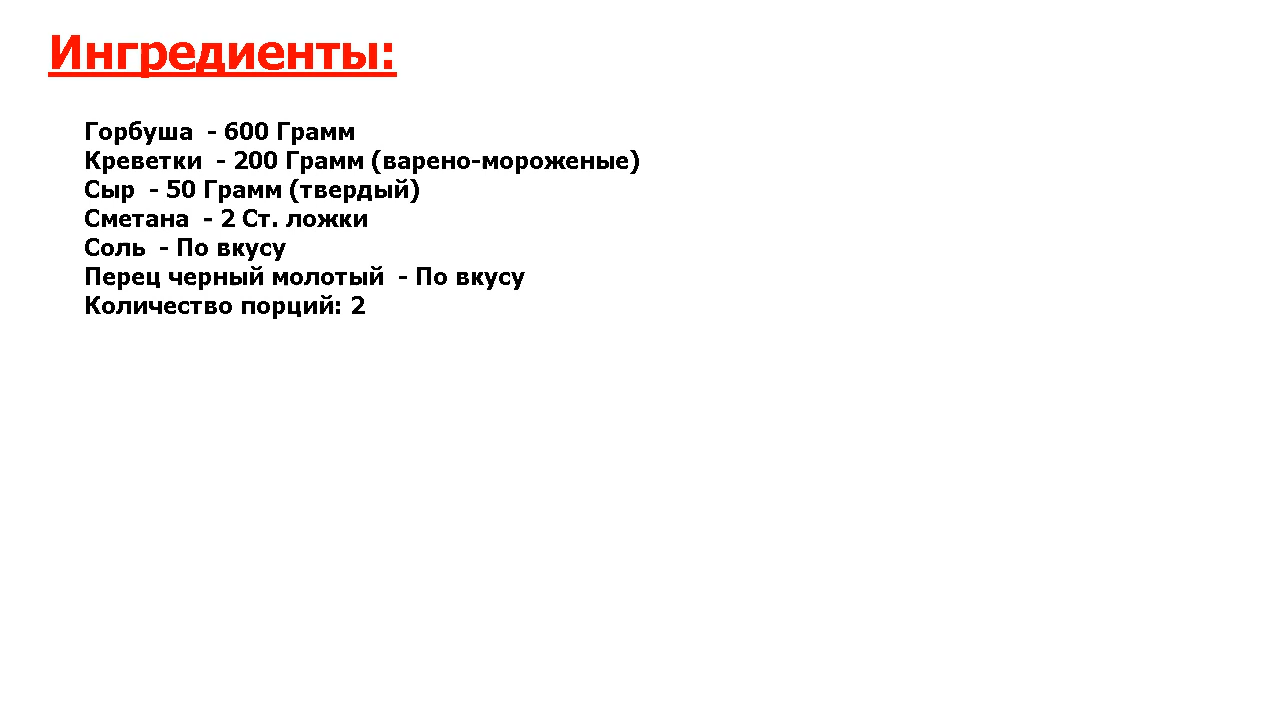 Ингредиенты:
Горбуша  - 600 Грамм
Креветки  - 200 Грамм (варено-мороженые)
Сыр  - 50 Грамм (твердый)
Сметана  - 2 Ст. ложки
Соль  - По вкусу
Перец черный молотый  - По вкусу
Количество порций: 2